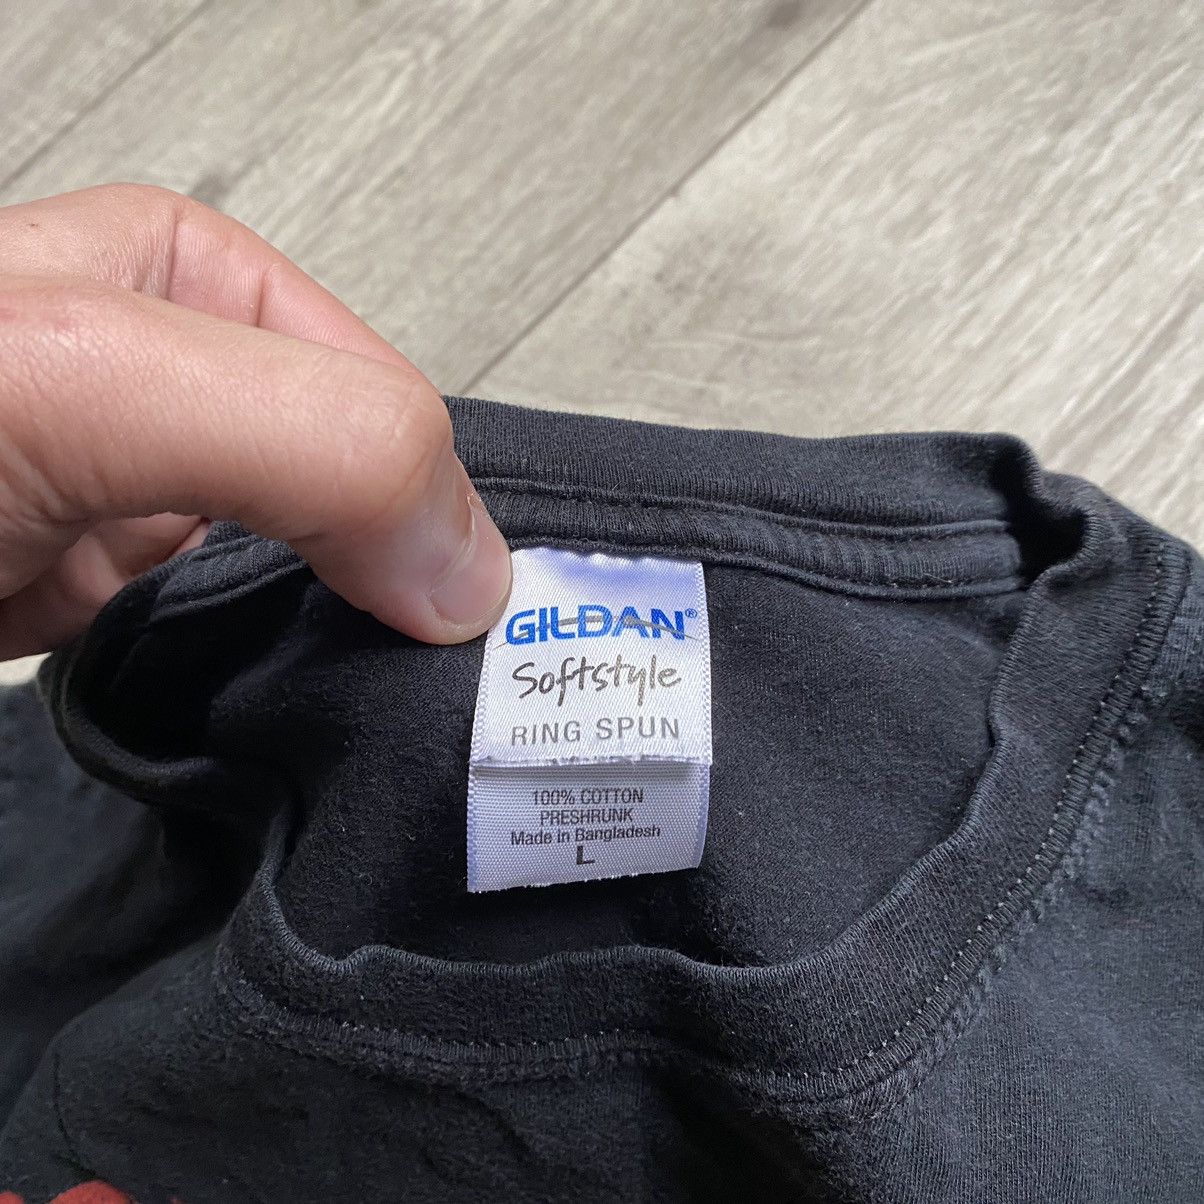 GILDAN®
Softstyle
RING SPUN
100% COTTON
PRESHRUNK
Made in Bangladesh
L